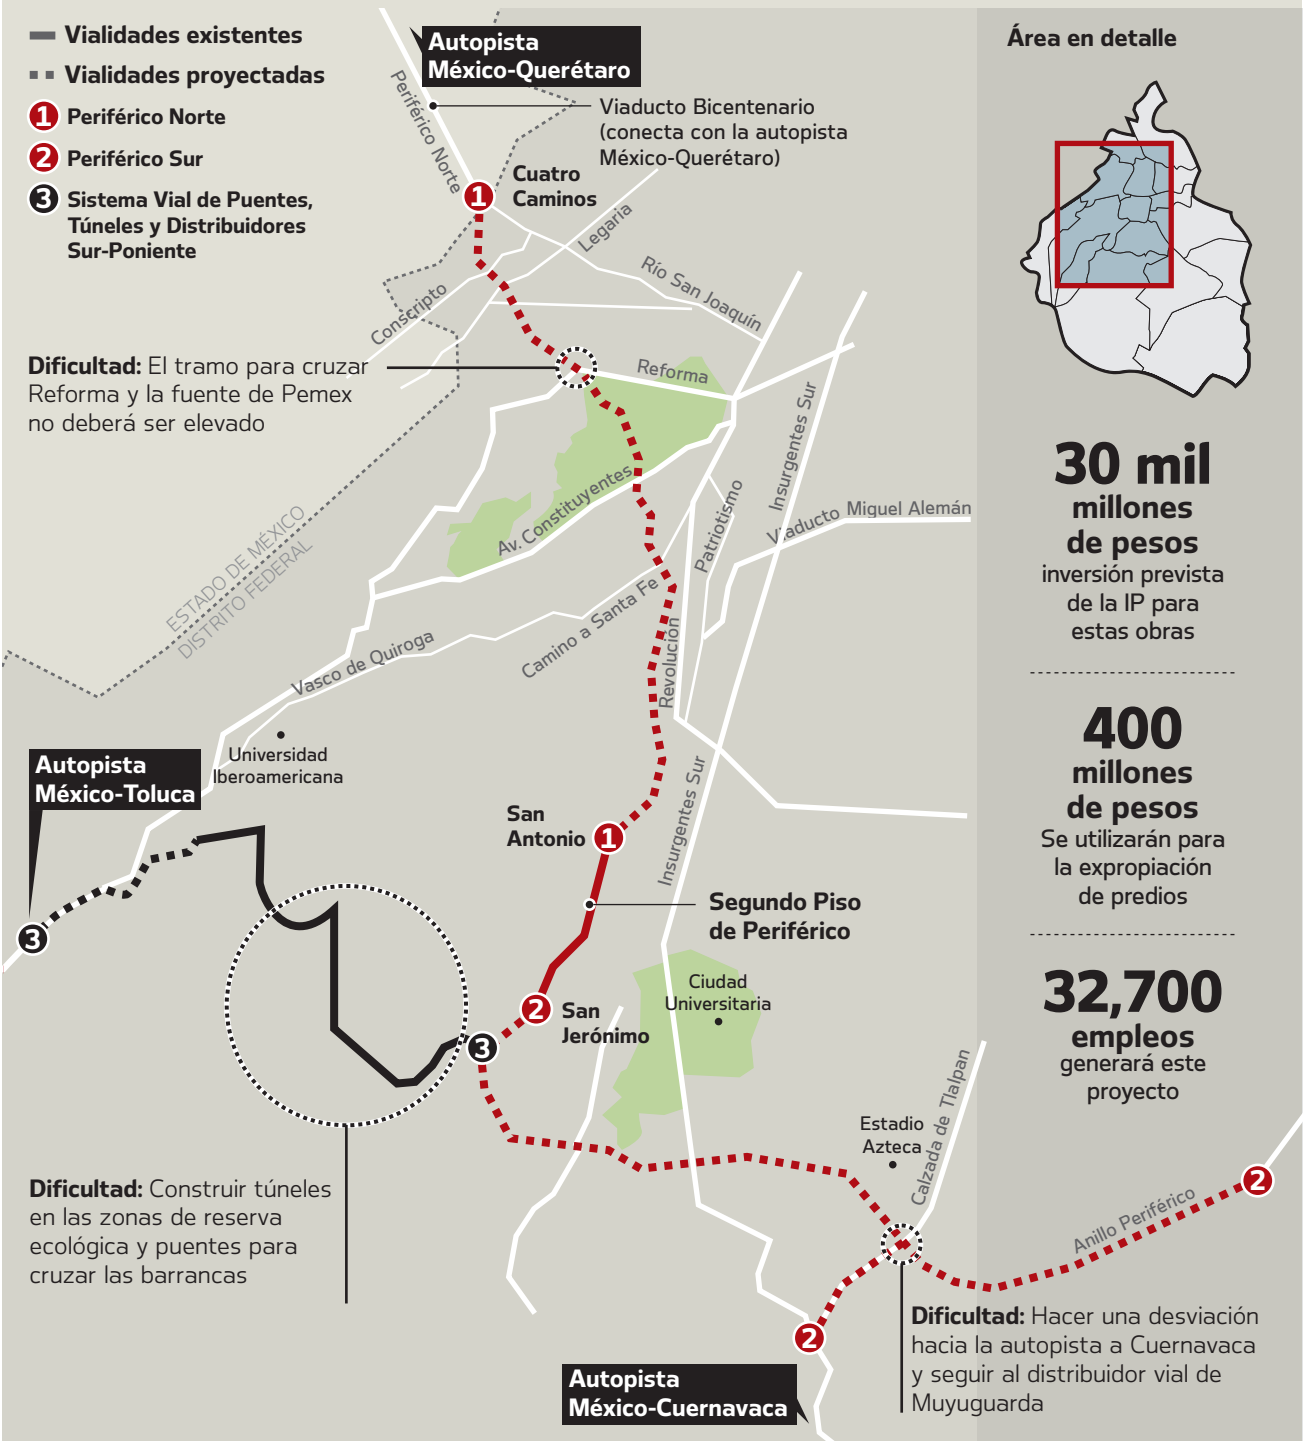 Vialidades existentes
Vialidades proyectadas
1 Periférico Norte
2 Periférico Sur
3 Sistema Vial de Puentes,
Túneles y Distribuidores
Sur-Poniente
Autopista
México-Querétaro
Periférico Norte
Viaducto Bicentenario
(conecta con la autopista
México-Querétaro)
1
Cuatro
Caminos
Legaria
Río San Joaquín
Conscripto
Dificultad: El tramo para cruzar
Reforma y la fuente de Pemex
no deberá ser elevado
Reforma
Insurgentes Sur
Av. Constituyentes
Patriotismo
Viaducto Miguel Alemán
ESTADO DE MÉXICO
DISTRITO FEDERAL
Camino a Santa Fe
Revolución
Vasco de Quiroga
Universidad
Iberoamericana
Autopista
México-Toluca
San
Antonio
1
Insurgentes Sur
Segundo Piso
de Periférico
3
2
San
Jerónimo
Ciudad
Universitaria
3
Calzada de Tlalpan
Estadio
Azteca
Dificultad: Construir túneles
en las zonas de reserva
ecológica y puentes para
cruzar las barrancas
Anillo Periférico
2
2
Dificultad: Hacer una desviación
hacia la autopista a Cuernavaca
y seguir al distribuidor vial de
Muyuguarda
Autopista
México-Cuernavaca
Área en detalle
30 mil
millones
de pesos
inversión prevista
de la IP para
estas obras
400
millones
de pesos
Se utilizarán para
la expropiación
de predios
32,700
empleos
generará este
proyecto